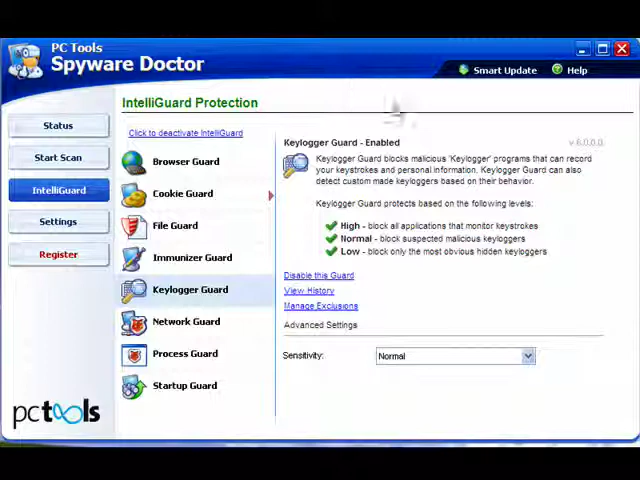 PC Tools
Spyware Doctor
Smart Update
Help
IntelliGuard Protection
Status
Start Scan
IntelliGuard
Settings
Register
Click to deactivate IntelliGuard
Browser Guard
Cookie Guard
File Guard
Immunizer Guard
Keylogger Guard
Network Guard
Process Guard
Startup Guard
Keylogger Guard - Enabled
v 6.0.0.0
Keylogger Guard blocks malicious 'Keylogger' programs that can record
your keystrokes and personal information. Keylogger Guard can also
detect custom made keyloggers based on their behavior.
Keylogger Guard protects based on the following levels:
High - block all applications that monitor keystrokes
Normal - block suspected malicious keyloggers
Low - block only the most obvious hidden keyloggers
Disable this Guard
View History
Manage Exclusions
Advanced Settings
Sensitivity:
Normal
pctools